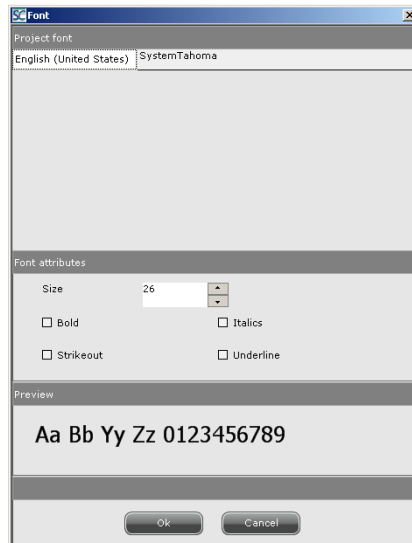 SC Font
Project font
English (United States) SystemTahoma
Font attributes
Size 26
Bold Italics
Strikeout Underline
Preview
Aa Bb Yy Zz 0123456789
Ok Cancel